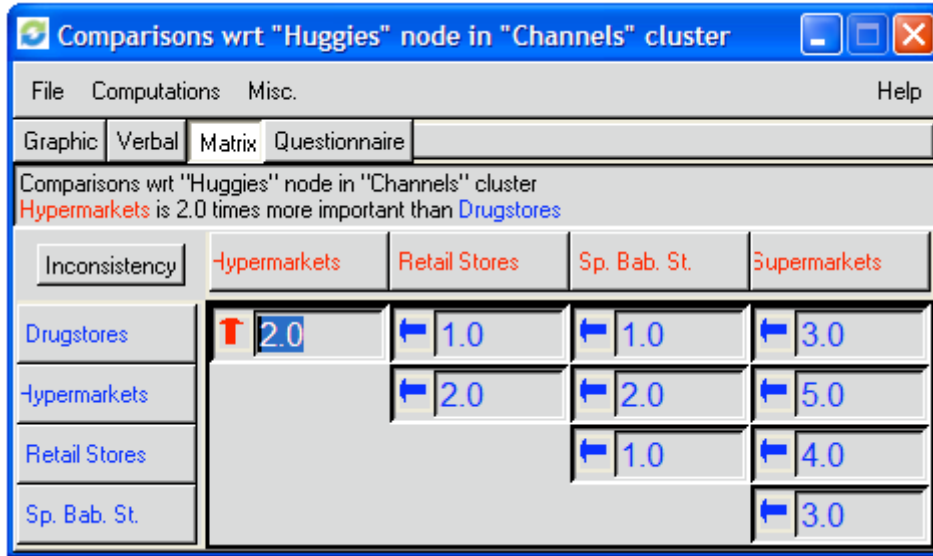 Comparisons wrt "Huggies" node in "Channels" cluster
File Computations Misc. Help
Graphic Verbal Matrix Questionnaire
Comparisons wrt "Huggies" node in "Channels" cluster
Hypermarkets is 2.0 times more important than Drugstores
Inconsistency Hypermarkets Retail Stores Sp. Bab. St. Supermarkets
Drugstores 2.0 1.0 1.0 3.0
Hypermarkets 2.0 2.0 5.0
Retail Stores 1.0 4.0
Sp. Bab. St. 3.0